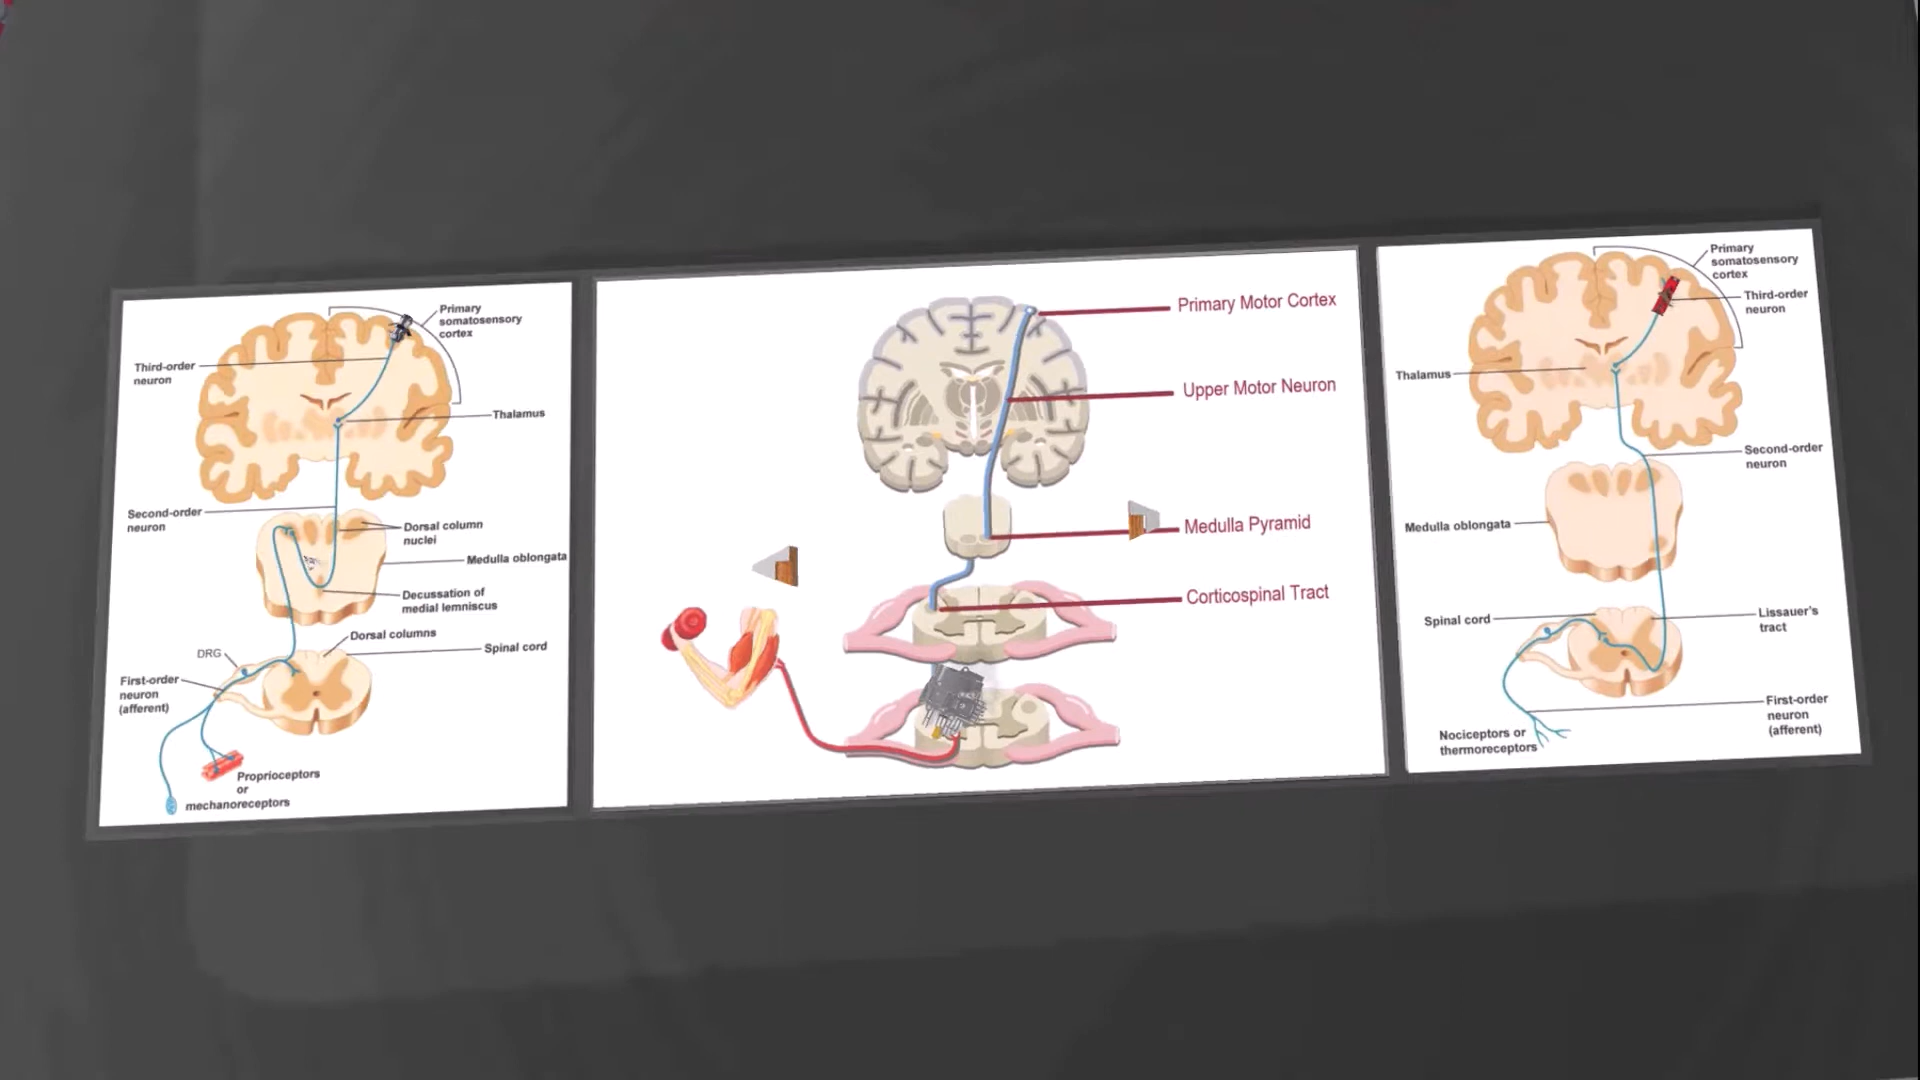 Primary
somatosensory
cortex
Third-order
neuron
Thalamus
Second-order
neuron
Dorsal column
nuclei
Medulla oblongata
Decussation of
medial lemniscus
Dorsal columns
Spinal cord
DRG
First-order
neuron
(afferent)
Proprioceptors
or
mechanoreceptors
Primary Motor Cortex
Upper Motor Neuron
Medulla Pyramid
Corticospinal Tract
Primary
somatosensory
cortex
Third-order
neuron
Thalamus
Second-order
neuron
Medulla oblongata
Spinal cord
Lissauer's
tract
First-order
neuron
(afferent)
Nociceptors or
thermoreceptors